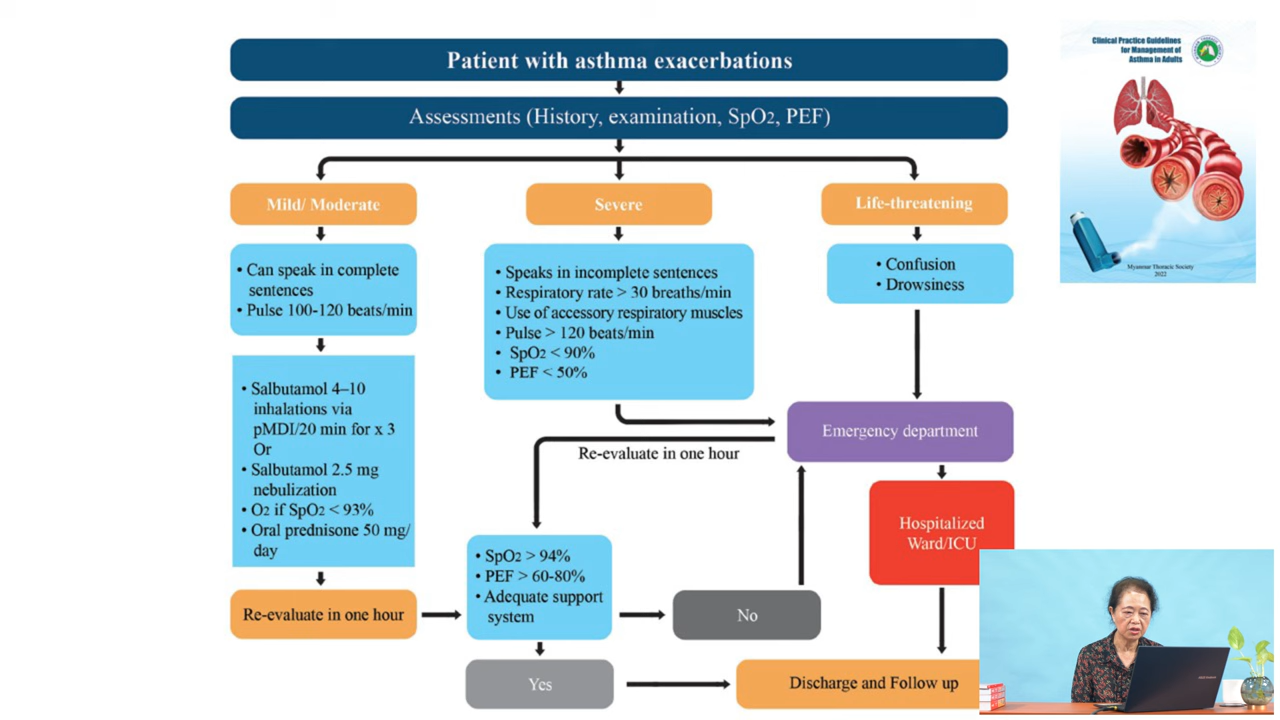 Patient with asthma exacerbations
Assessments (History, examination, SpO2, PEF)
Mild/ Moderate
• Can speak in complete
sentences
• Pulse 100-120 beats/min
• Salbutamol 4–10
inhalations via
pMDI/20 min for x 3
Or
• Salbutamol 2.5 mg
nebulization
• O2 if SpO2 < 93%
• Oral prednisone 50 mg/
day
Re-evaluate in one hour
Severe
• Speaks in incomplete sentences
• Respiratory rate > 30 breaths/min
• Use of accessory respiratory muscles
• Pulse > 120 beats/min
• SpO2 < 90%
• PEF < 50%
Life-threatening
• Confusion
• Drowsiness
Emergency department
Re-evaluate in one hour
Hospitalized
Ward/ICU
• SpO2 > 94%
• PEF > 60-80%
• Adequate support
system
No
Yes
Discharge and Follow up
Clinical Practice Guidelines
for Management of
Asthma in Adults
Myanmar Thoracic Society
2022